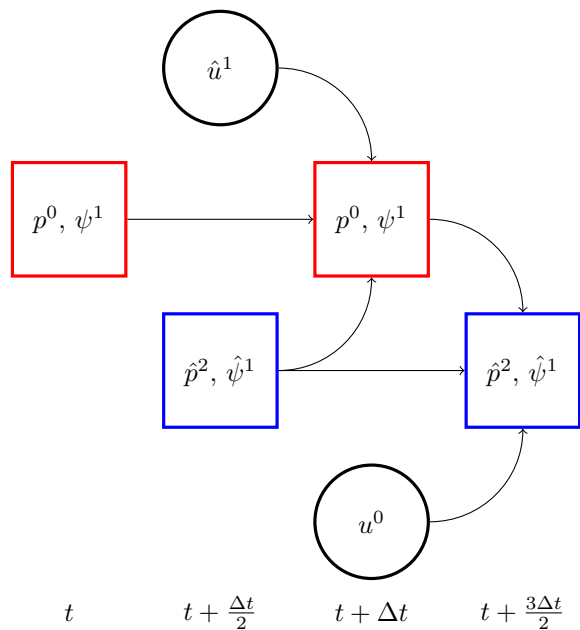 û¹
p⁰, ψ¹
p⁰, ψ¹
p̂², ψ̂¹
p̂², ψ̂¹
u⁰
t
t + Δt/2
t + Δt
t + 3Δt/2